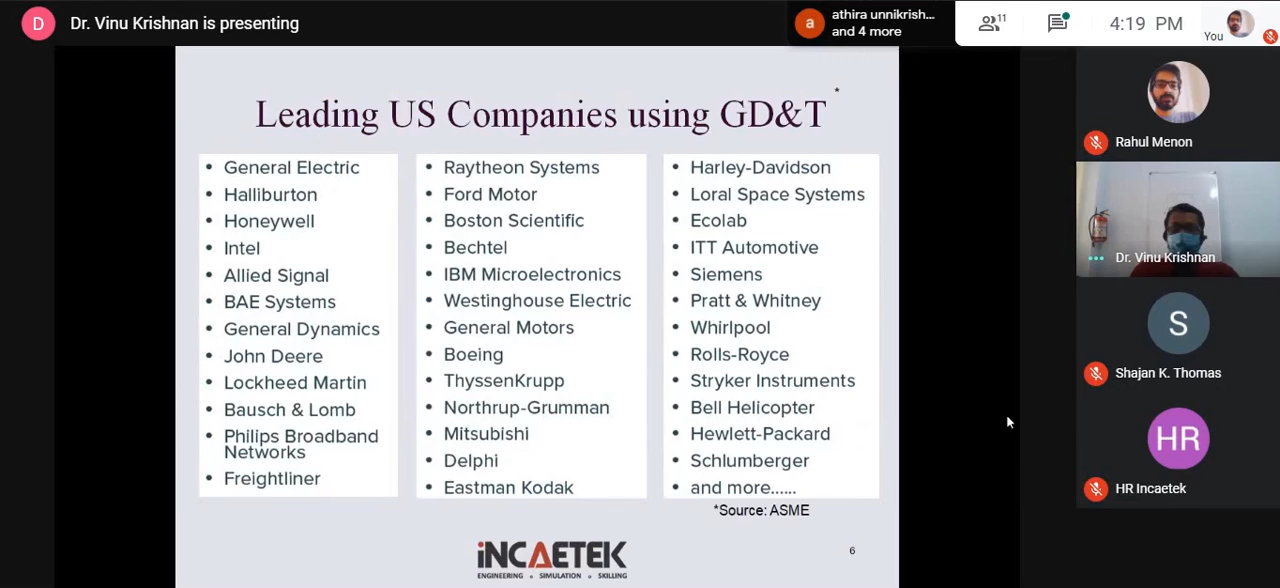 D
Dr. Vinu Krishnan is presenting
a
athira unnikrish...
and 4 more
11
4:19 PM
You
Leading US Companies using GD&T
*
• General Electric
• Halliburton
• Honeywell
• Intel
• Allied Signal
• BAE Systems
• General Dynamics
• John Deere
• Lockheed Martin
• Bausch & Lomb
• Philips Broadband
Networks
• Freightliner
• Raytheon Systems
• Ford Motor
• Boston Scientific
• Bechtel
• IBM Microelectronics
• Westinghouse Electric
• General Motors
• Boeing
• ThyssenKrupp
• Northrup-Grumman
• Mitsubishi
• Delphi
• Eastman Kodak
• Harley-Davidson
• Loral Space Systems
• Ecolab
• ITT Automotive
• Siemens
• Pratt & Whitney
• Whirlpool
• Rolls-Royce
• Stryker Instruments
• Bell Helicopter
• Hewlett-Packard
• Schlumberger
• and more......
*Source: ASME
iNCAETEK
ENGINEERING • SIMULATION • SKILLING
6
Rahul Menon
Dr. Vinu Krishnan
S
Shajan K. Thomas
HR
HR Incaetek